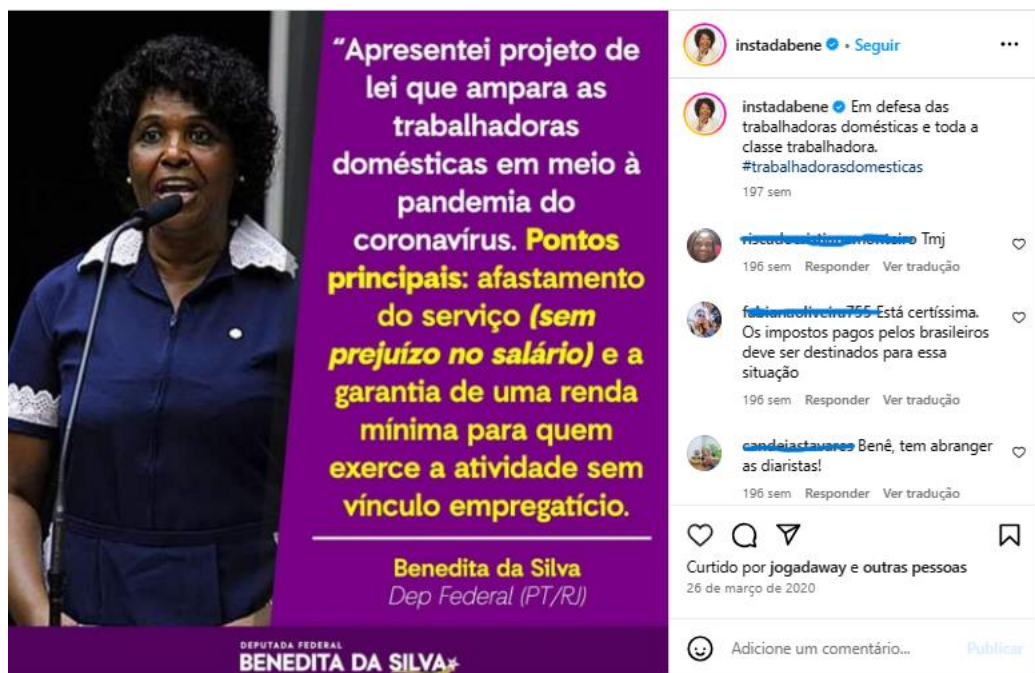 “Apresentei projeto de
lei que ampara as
trabalhadoras
domésticas em meio à
pandemia do
coronavírus. Pontos
principais: afastamento
do serviço (sem
prejuízo no salário) e a
garantia de uma renda
mínima para quem
exerce a atividade sem
vínculo empregatício.
Benedita da Silva
Dep Federal (PT/RJ)
DEPUTADA FEDERAL
BENEDITA DA SILVA
instadabene • Seguir
instadabene Em defesa das
trabalhadoras domésticas e toda a
classe trabalhadora.
#trabalhadorasdomesticas
197 sem
Tmj
196 sem Responder Ver tradução
Está certíssima.
Os impostos pagos pelos brasileiros
deve ser destinados para essa
situação
196 sem Responder Ver tradução
Benê, tem abranger
as diaristas!
196 sem Responder Ver tradução
Curtido por jogadaway e outras pessoas
26 de março de 2020
Adicione um comentário... Publicar